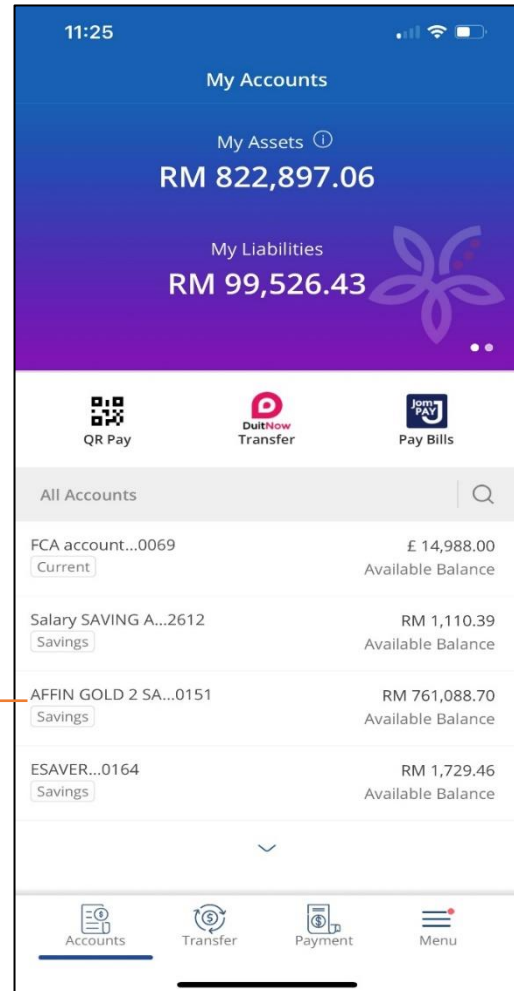 11:25
My Accounts
My Assets
RM 822,897.06
My Liabilities
RM 99,526.43
QR Pay
DuitNow
Transfer
Jom
PAY
Pay Bills
All Accounts
FCA account...0069
£ 14,988.00
Current
Available Balance
Salary SAVING A...2612
RM 1,110.39
Savings
Available Balance
AFFIN GOLD 2 SA...0151
RM 761,088.70
Savings
Available Balance
ESAVER...0164
RM 1,729.46
Savings
Available Balance
Accounts
Transfer
Payment
Menu